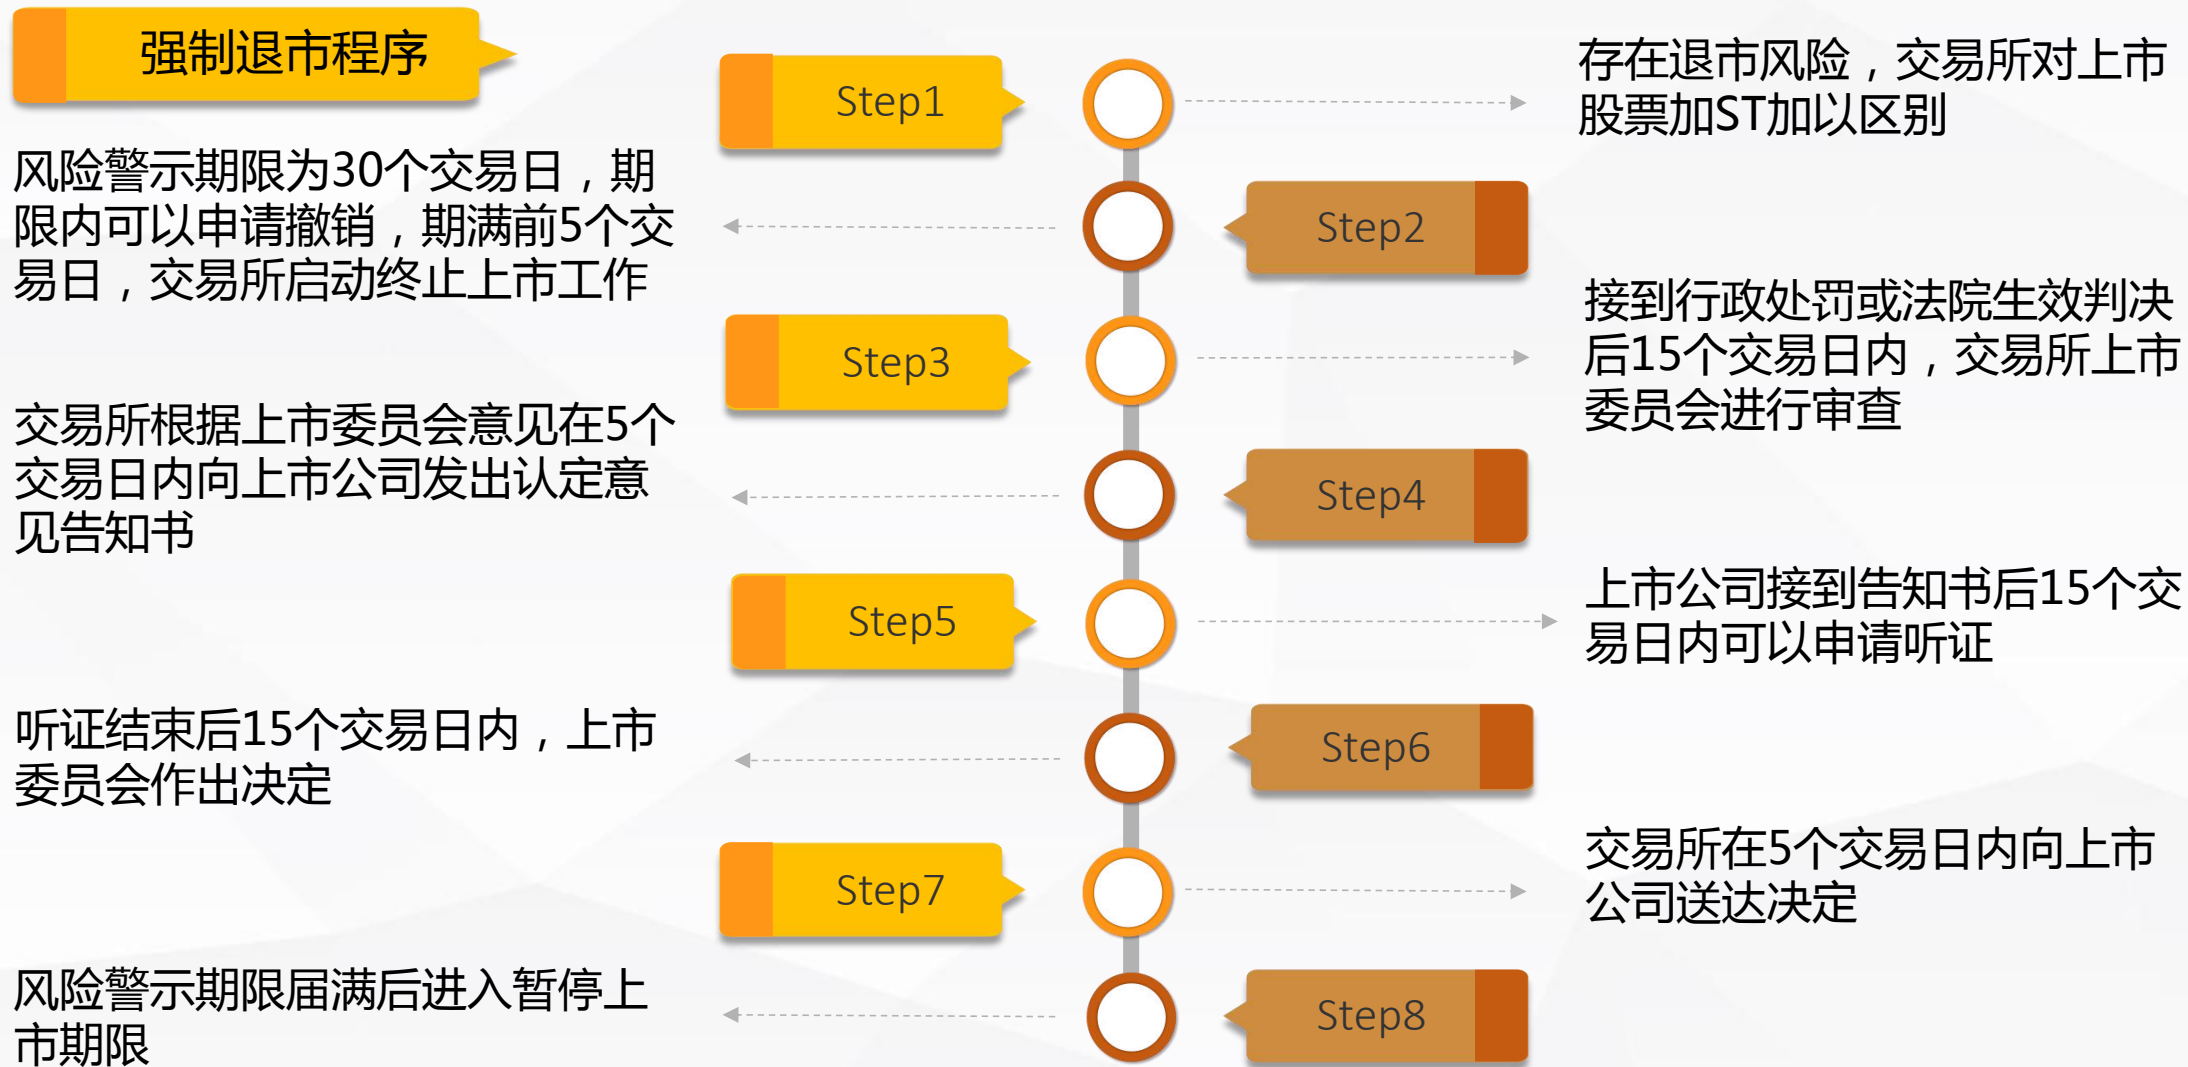 强制退市程序
Step1
存在退市风险，交易所对上市
股票加ST加以区别
Step2
风险警示期限为30个交易日，期
限内可以申请撤销，期满前5个交
易日，交易所启动终止上市工作
Step3
接到行政处罚或法院生效判决
后15个交易日内，交易所上市
委员会进行审查
Step4
交易所根据上市委员会意见在5个
交易日内向上市公司发出认定意
见告知书
Step5
上市公司接到告知书后15个交
易日内可以申请听证
Step6
听证结束后15个交易日内，上市
委员会作出决定
Step7
交易所在5个交易日内向上市
公司送达决定
Step8
风险警示期限届满后进入暂停上
市期限